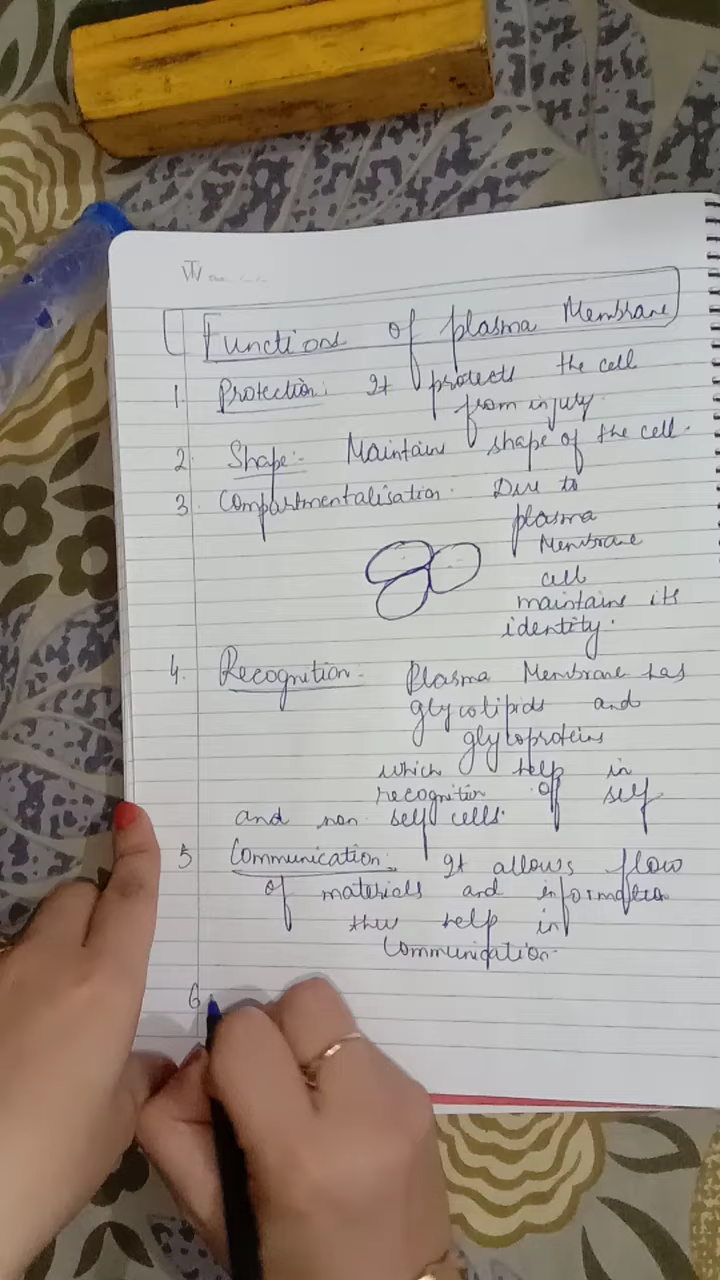 Functions of plasma Membrane
1. Protection: It protects the cell
from injury.
2. Shape:- Maintains shape of the cell.
3. Compartmentalisation. Due to
plasma
Membrane
cell
maintains its
identity.
4. Recognition. Plasma Membrane has
glycolipids and
glycoproteins
which help in
recognition of self
and non self cells.
5 Communication:. It allows flow
of materials and information
thus help in
Communication.
6